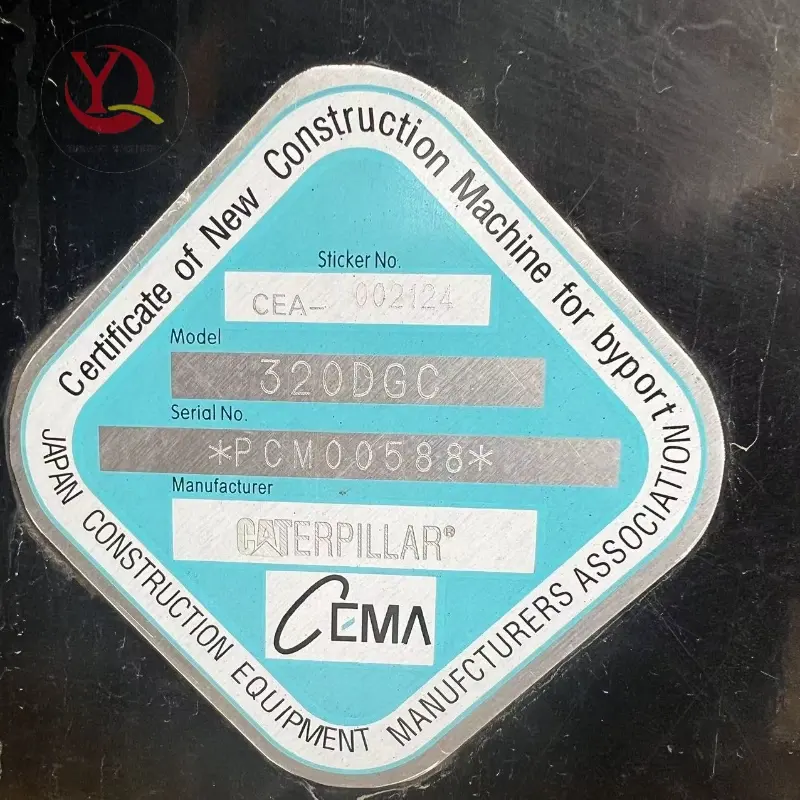 YQ
Certificate of New Construction Machine for byport
Sticker No.
CEA- 002124
Model
320DGC
Serial No.
*PCM00588*
Manufacturer
CATERPILLAR®
CEMA
JAPAN CONSTRUCTION EQUIPMENT MANUFCTURERS ASSOCIATION